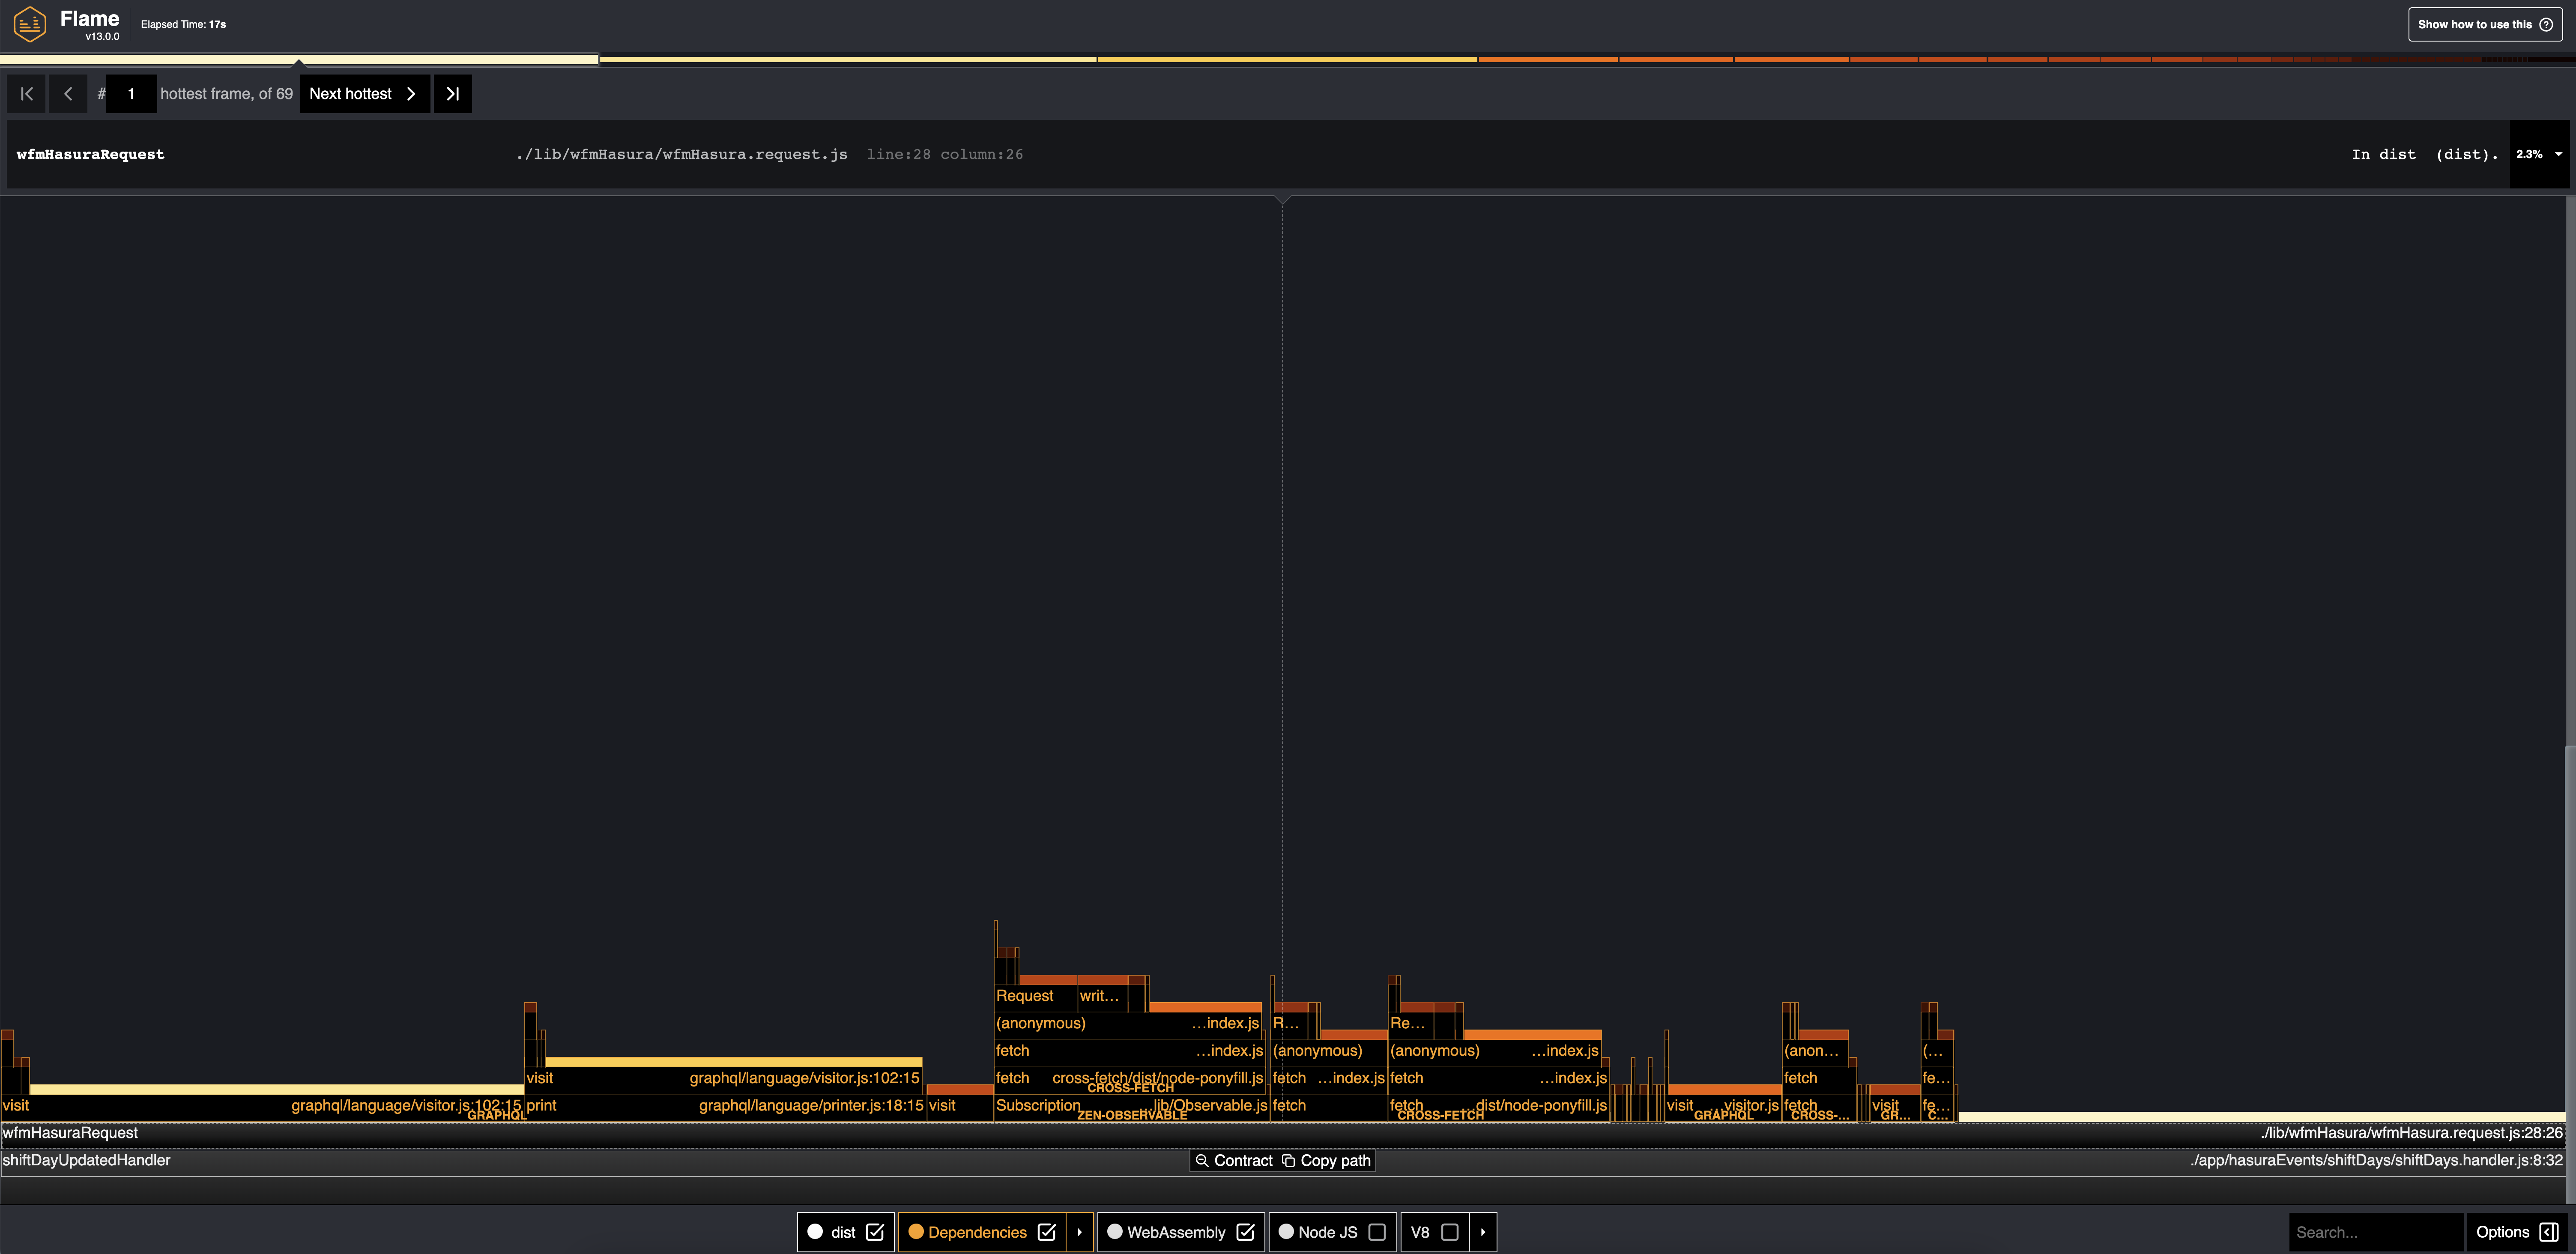 Flame
v13.0.0
Elapsed Time: 17s
Show how to use this
# 1 hottest frame, of 69 Next hottest
wfmHasuraRequest ./lib/wfmHasura/wfmHasura.request.js line:28 column:26 In dist (dist). 2.3%
Request writ…
(anonymous) …index.js R… Re…
fetch …index.js (anonymous) (anonymous) …index.js (anon… (…
visit graphql/language/visitor.js:102:15 fetch cross-fetch/dist/node-ponyfill.js fetch …index.js fetch …index.js fetch fe…
CROSS-FETCH
visit graphql/language/visitor.js:102:15 print graphql/language/printer.js:18:15 visit Subscription …lib/Observable.js fetch fetch …dist/node-ponyfill.js visit …visitor.js fetch visit fe…
GRAPHQL ZEN-OBSERVABLE CROSS-FETCH GRAPHQL CROSS-… GR… C…
wfmHasuraRequest ./lib/wfmHasura/wfmHasura.request.js:28:26
shiftDayUpdatedHandler Contract Copy path ./app/hasuraEvents/shiftDays/shiftDays.handler.js:8:32
dist Dependencies WebAssembly Node JS V8 Search... Options